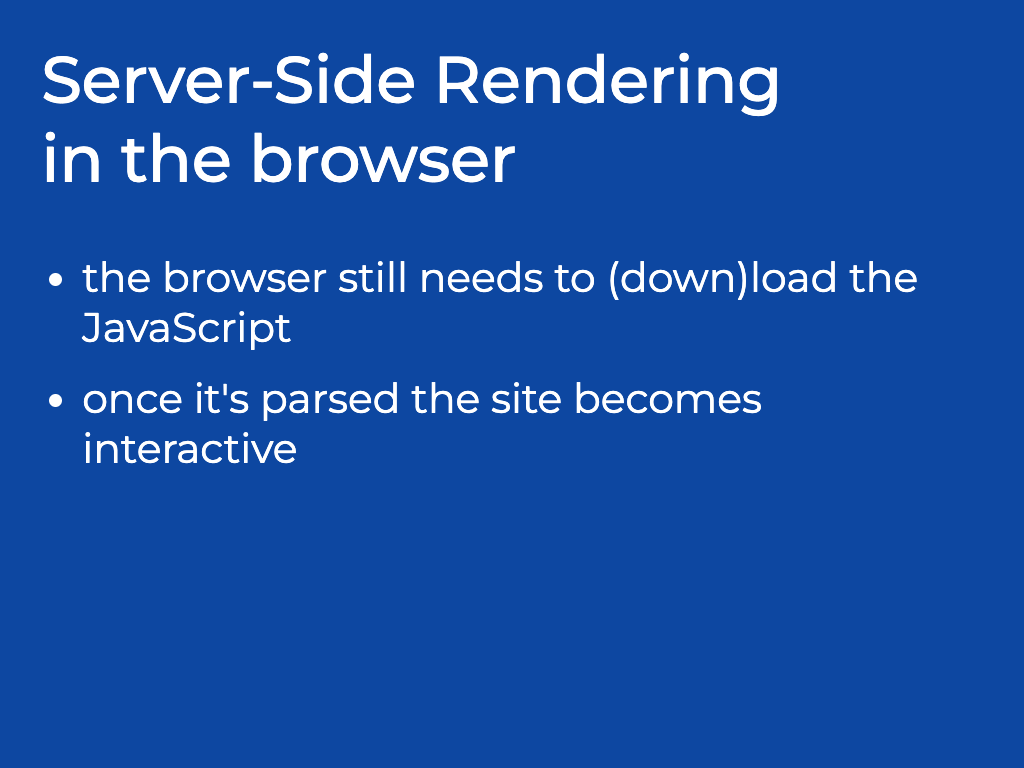 Server-Side Rendering
in the browser
• the browser still needs to (down)load the
JavaScript
• once it's parsed the site becomes
interactive